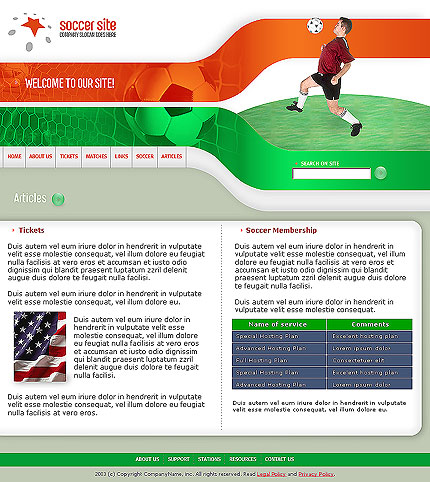 soccer site
COMPANY SLOGAN GOES HERE
WELCOME TO OUR SITE!
HOME ABOUT US TICKETS MATCHES LINKS SOCCER ARTICLES
SEARCH ON SITE
Articles
Tickets
Duis autem vel eum iriure dolor in hendrerit in vulputate
velit esse molestie consequat, vel illum dolore eu feugiat
nulla facilisis at vero eros et accumsan et iusto odio
dignissim qui blandit praesent luptatum zzril delenit
augue duis dolore te feugait nulla facilisi.
Duis autem vel eum iriure dolor in hendrerit in vulputate
velit esse molestie consequat, vel illum dolore eu.
Duis autem vel eum iriure dolor
in hendrerit in vulputate velit esse
molestie consequat, vel illum
dolore eu feugiat nulla facilisis at
vero eros et accumsan et iusto
odio dignissim qui blandit
praesent luptatum zzril delenit
augue duis dolore te feugait
nulla facilisi.
Duis autem vel eum iriure dolor in hendrerit in vulputate
velit esse molestie consequat, vel illum dolore eu feugiat
nulla facilisis at vero eros.
Soccer Membership
Duis autem vel eum iriure dolor in hendrerit in vulputate
velit esse molestie consequat, vel illum dolore eu feugiat
nulla facilisis at vero eros et accumsan et iusto odio
dignissim qui blandit praesent luptatum zzril delenit
augue duis dolore te feugait nulla facilisi.
Duis autem vel eum iriure dolor in hendrerit in vulputate
velit esse molestie consequat, vel illum dolore eu.
Name of service Comments
Special Hosting Plan Excelent hosting plan
Advanced Hosting Plan Lorem ipsum dolor
Full Hosting Plan Consectetuer elit
Special Hosting Plan Excelent hosting plan
Advanced Hosting Plan Lorem ipsum dolor
Duis autem vel eum iriure dolor in hendrerit in vulputate
velit esse molestie consequat, vel illum dolore eu.
ABOUT US SUPPORT STATIONS RESOURCES CONTACT US
2003 (c) Copyright CompanyName, Inc. All rights reserved. Read Legal Policy and Privacy Policy.